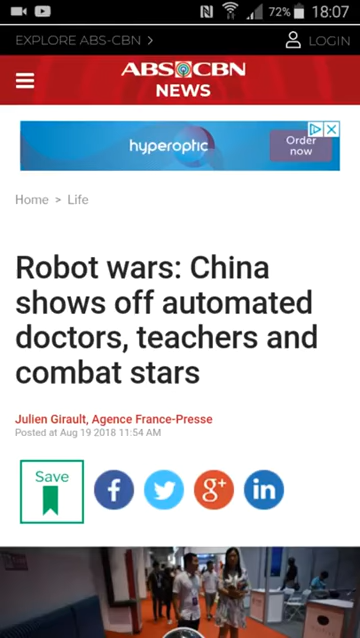 72% 18:07
EXPLORE ABS-CBN > LOGIN
ABS CBN
NEWS
hyperoptic
Order
now
Home > Life
Robot wars: China
shows off automated
doctors, teachers and
combat stars
Julien Girault, Agence France-Presse
Posted at Aug 19 2018 11:54 AM
Save
f
g+
in